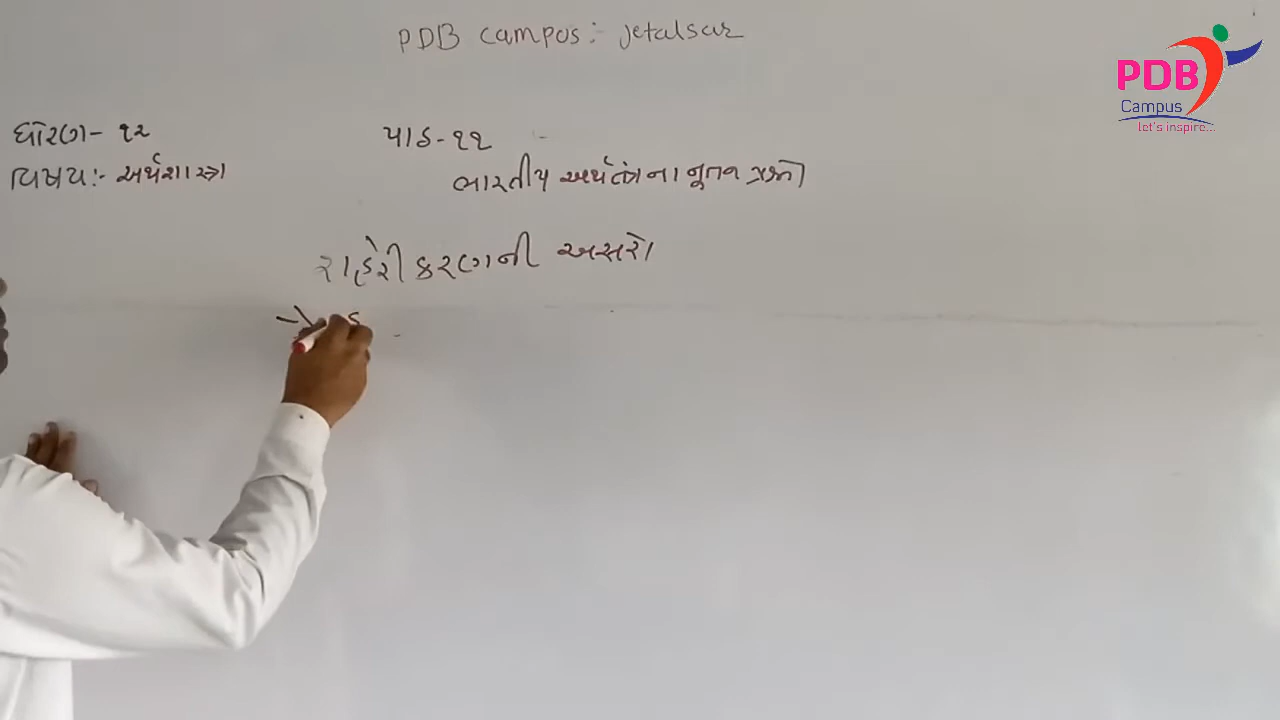 PDB campus:- Jetalsar
PDB
Campus
let's inspire...
ધોરણ- ૧૨
પાઠ-૧૧ :-
વિષય:- અર્થશાસ્ત્ર
ભારતીય અર્થતંત્રના નૂતન પ્રશ્નો
શહેરીકરણની અસરો